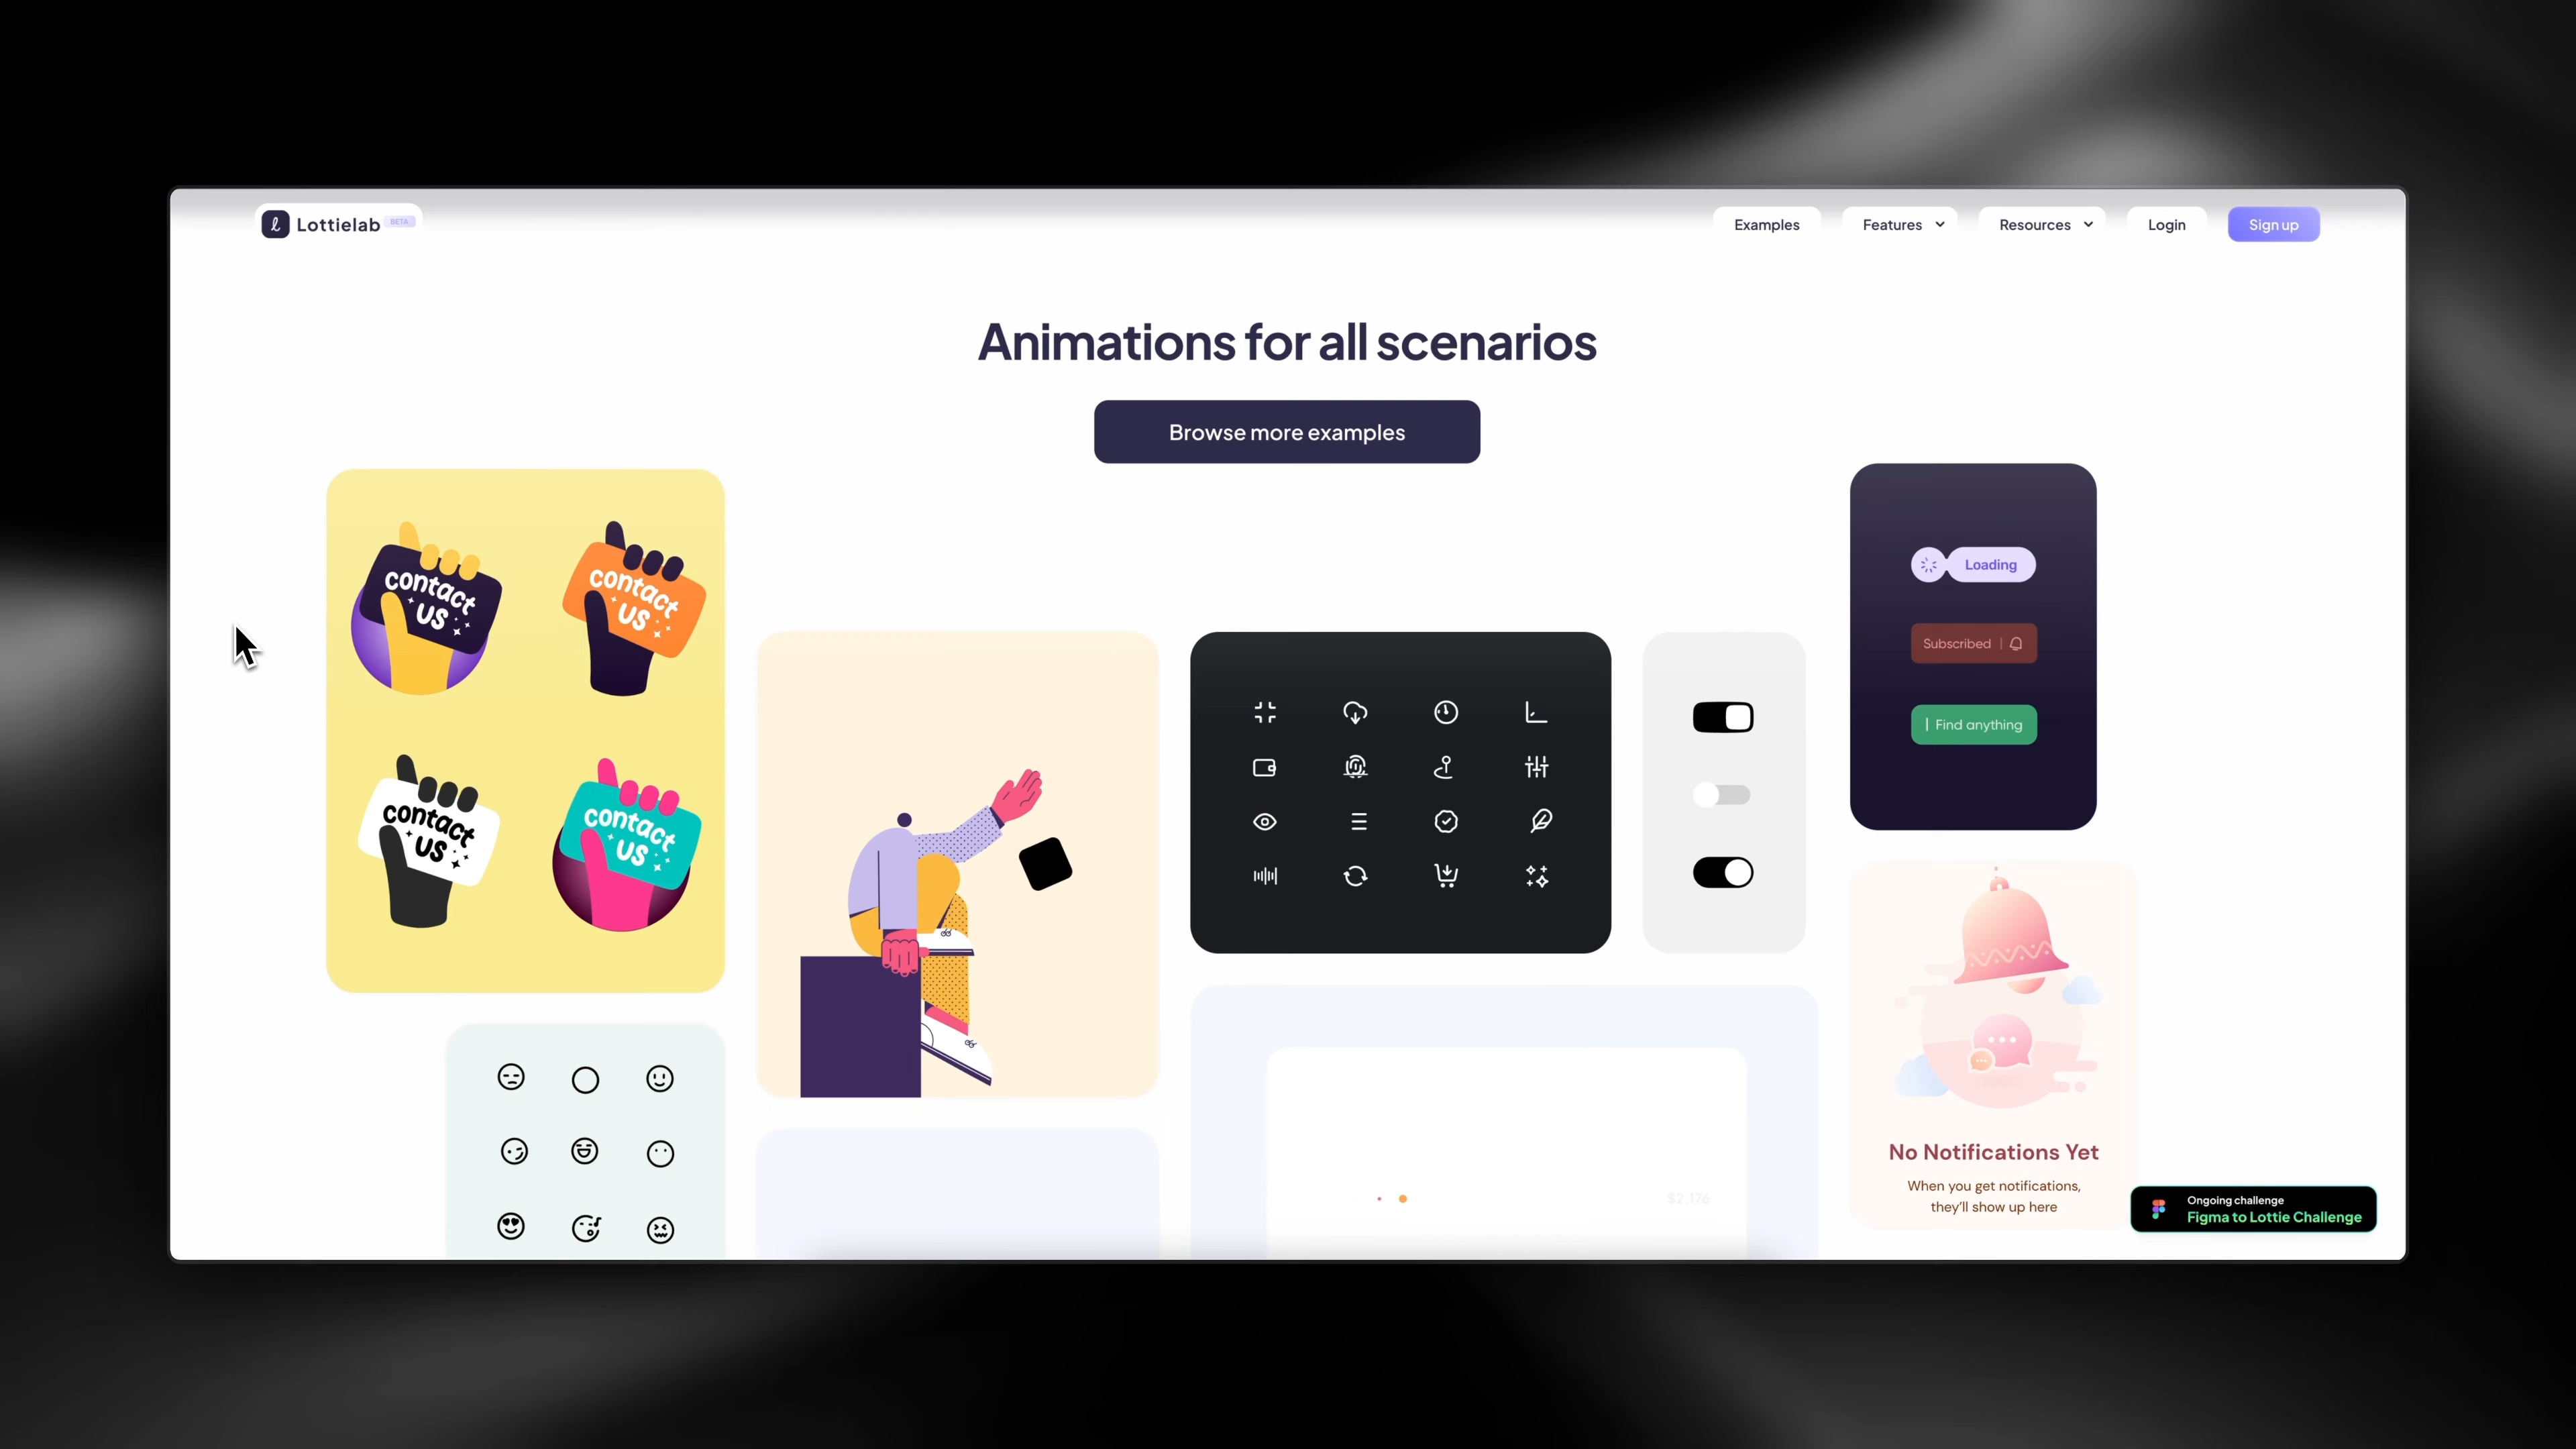 Lottielab BETA
Examples
Features
Resources
Login
Sign up
Animations for all scenarios
Browse more examples
contact
us
contact
us
contact
us
contact
us
Loading
Subscribed
Find anything
$2,176
No Notifications Yet
When you get notifications,
they'll show up here
Ongoing challenge
Figma to Lottie Challenge